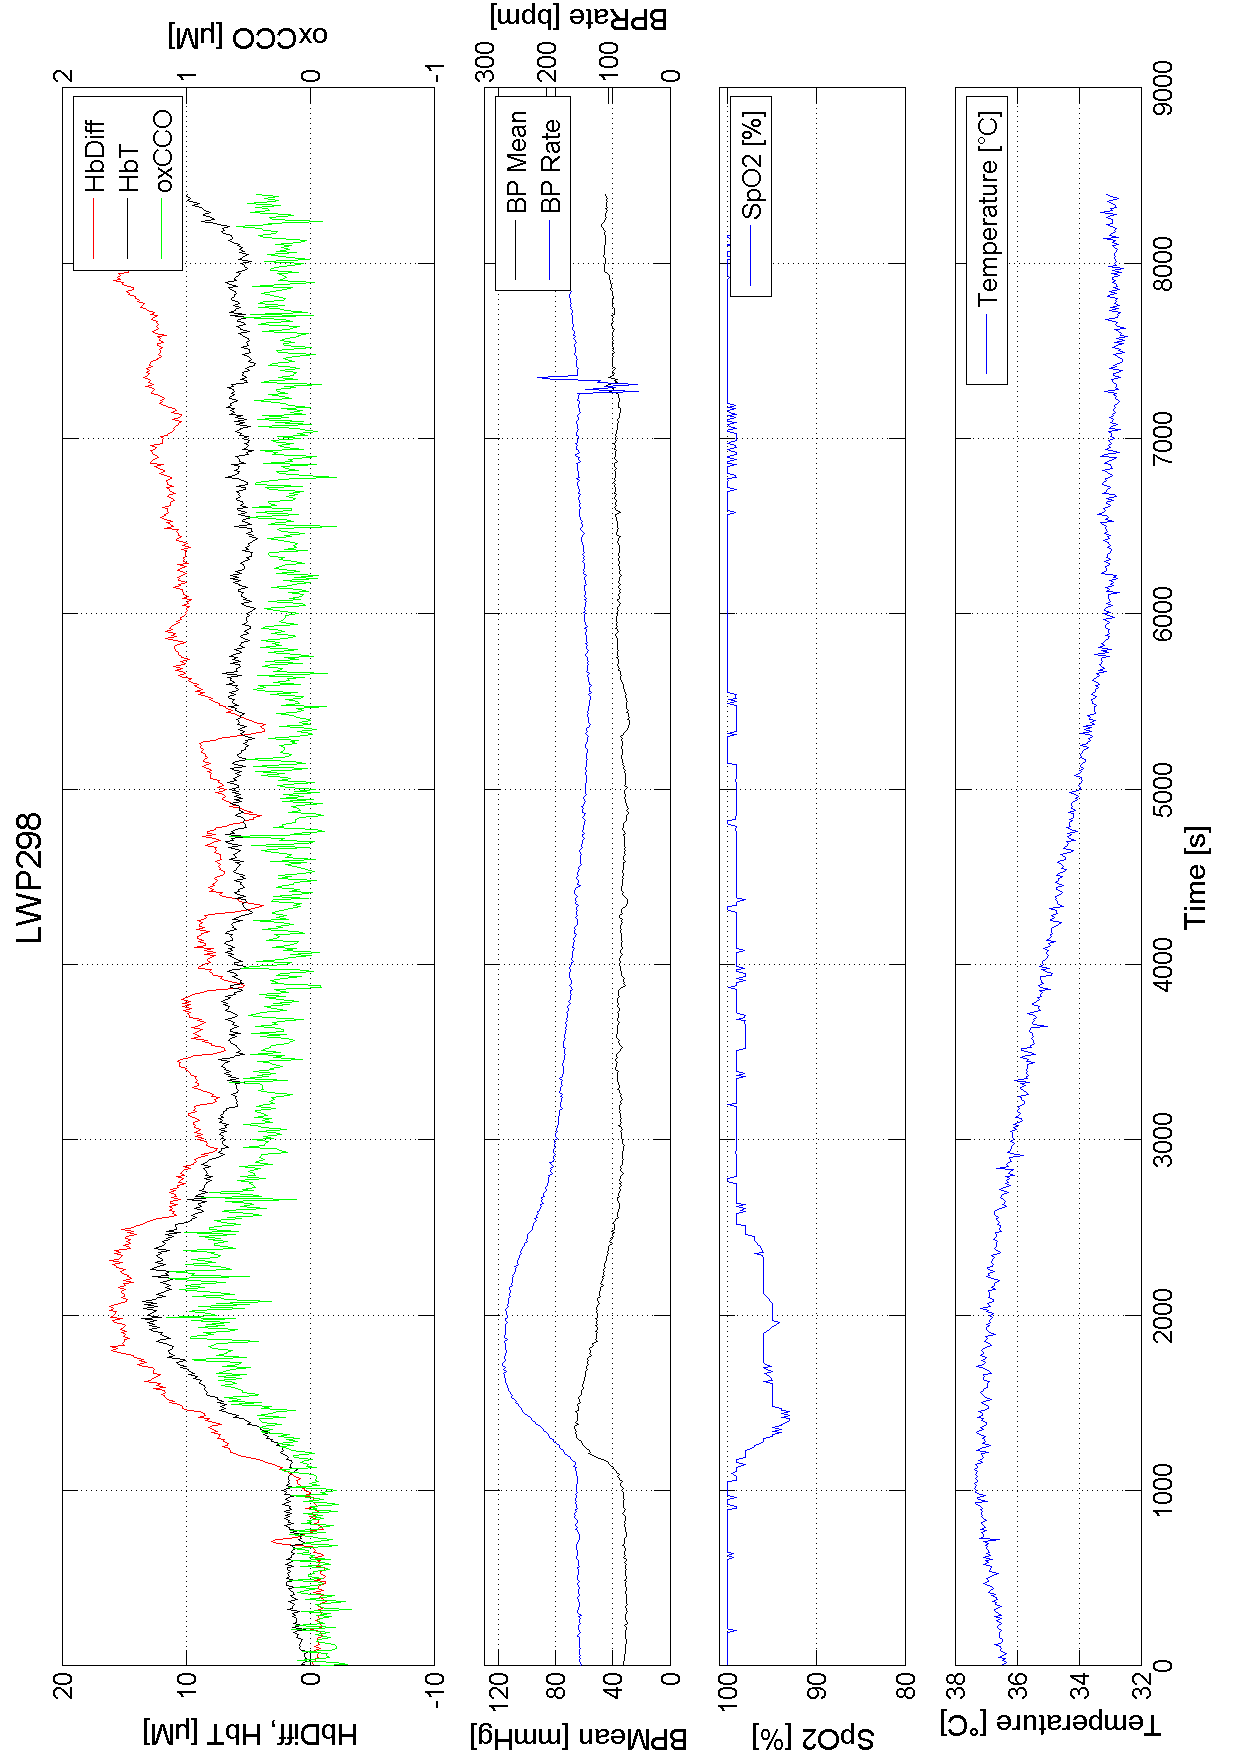 LWP298
HbDiff, HbT [µM]
20
10
0
-10
oxCCO [µM]
2
1
0
-1
HbDiff
HbT
oxCCO
BPMean [mmHg]
120
80
40
0
BPRate [bpm]
300
200
100
0
BP Mean
BP Rate
SpO2 [%]
100
90
80
SpO2 [%]
Temperature [°C]
38
36
34
32
Temperature [°C]
0 1000 2000 3000 4000 5000 6000 7000 8000 9000
Time [s]